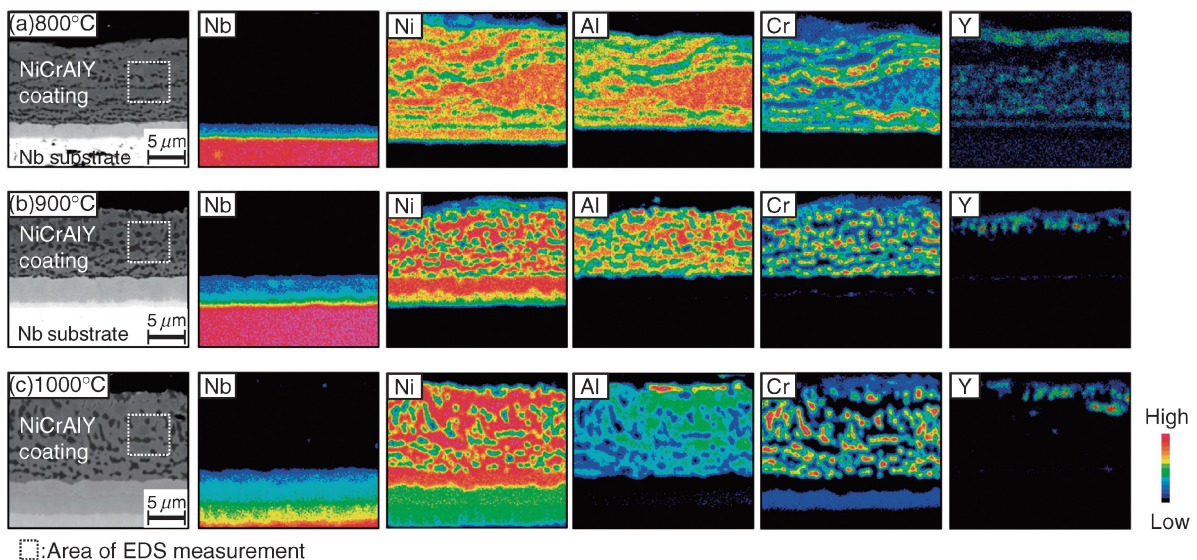 (a)800°C
Nb
Ni
Al
Cr
Y
NiCrAlY
coating
Nb substrate
5 μm
(b)900°C
Nb
Ni
Al
Cr
Y
NiCrAlY
coating
Nb substrate
5 μm
(c)1000°C
Nb
Ni
Al
Cr
Y
NiCrAlY
coating
5 μm
High
Low
:Area of EDS measurement